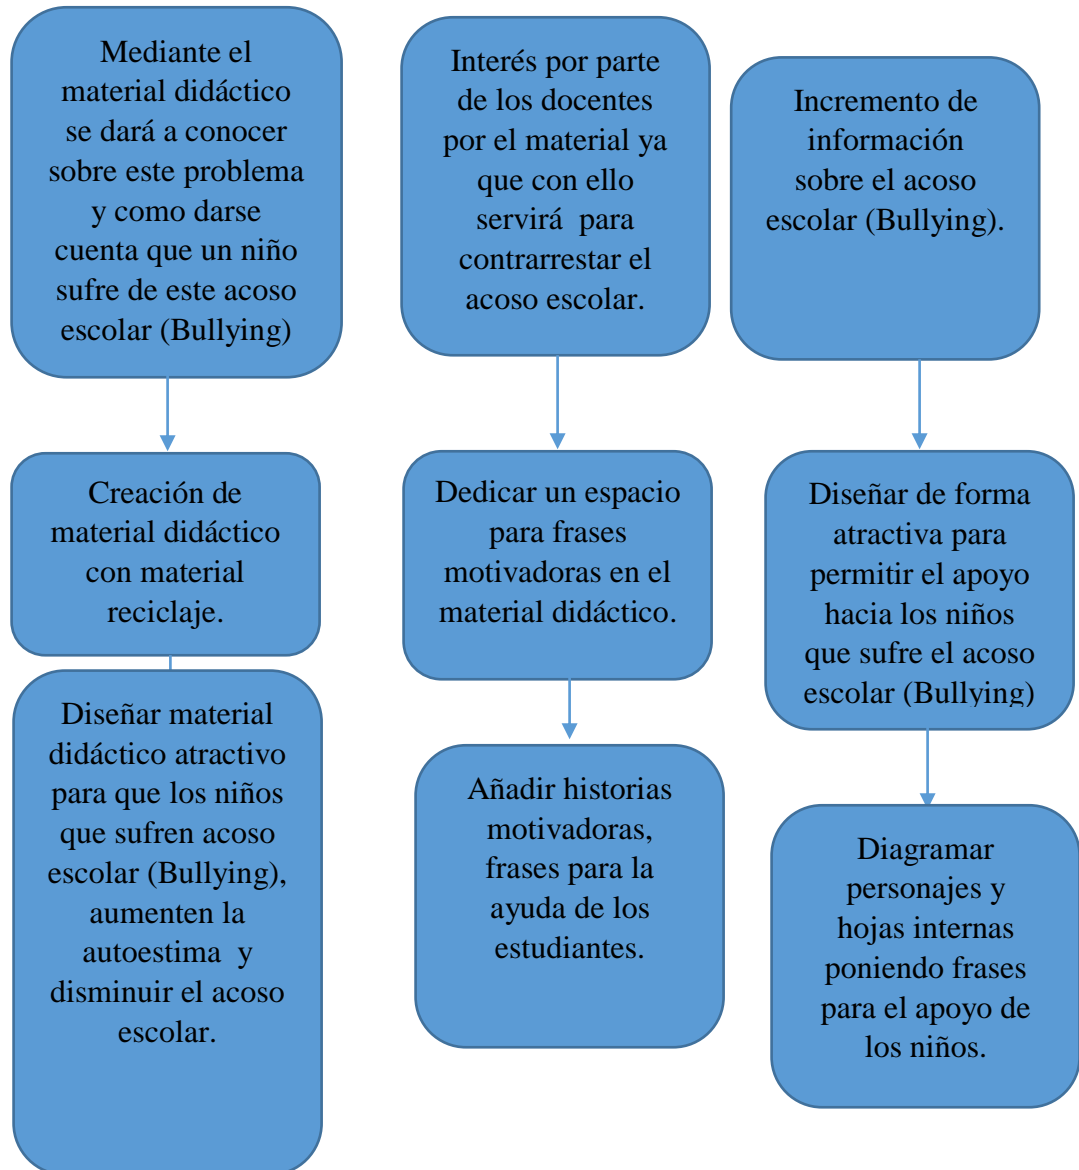 Mediante el
material didáctico
se dará a conocer
sobre este problema
y como darse
cuenta que un niño
sufre de este acoso
escolar (Bullying)
Interés por parte
de los docentes
por el material ya
que con ello
servirá para
contrarrestar el
acoso escolar.
Incremento de
información
sobre el acoso
escolar (Bullying).
Creación de
material didáctico
con material
reciclaje.
Dedicar un espacio
para frases
motivadoras en el
material didáctico.
Diseñar de forma
atractiva para
permitir el apoyo
hacia los niños
que sufre el acoso
escolar (Bullying)
Diseñar material
didáctico atractivo
para que los niños
que sufren acoso
escolar (Bullying),
aumenten la
autoestima y
disminuir el acoso
escolar.
Añadir historias
motivadoras,
frases para la
ayuda de los
estudiantes.
Diagramar
personajes y
hojas internas
poniendo frases
para el apoyo de
los niños.